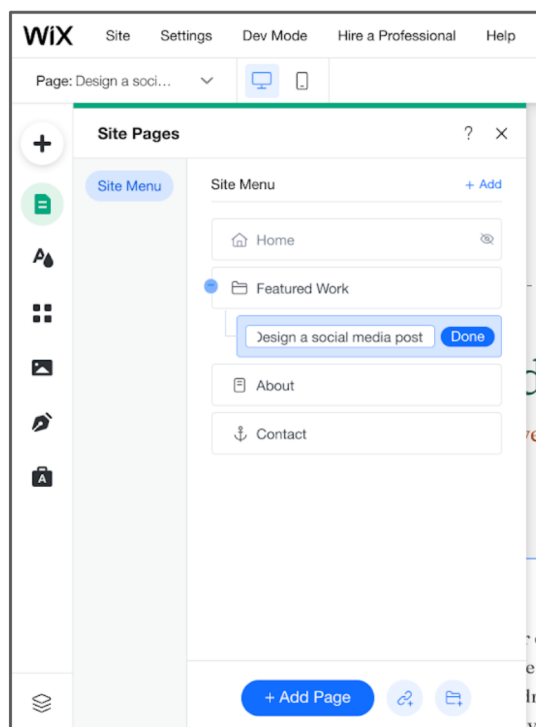 WiX Site Settings Dev Mode Hire a Professional Help
Page: Design a soci...
Site Pages ? ×
Site Menu
Site Menu + Add
Home
Featured Work
Design a social media post Done
About
Contact
A
+ Add Page